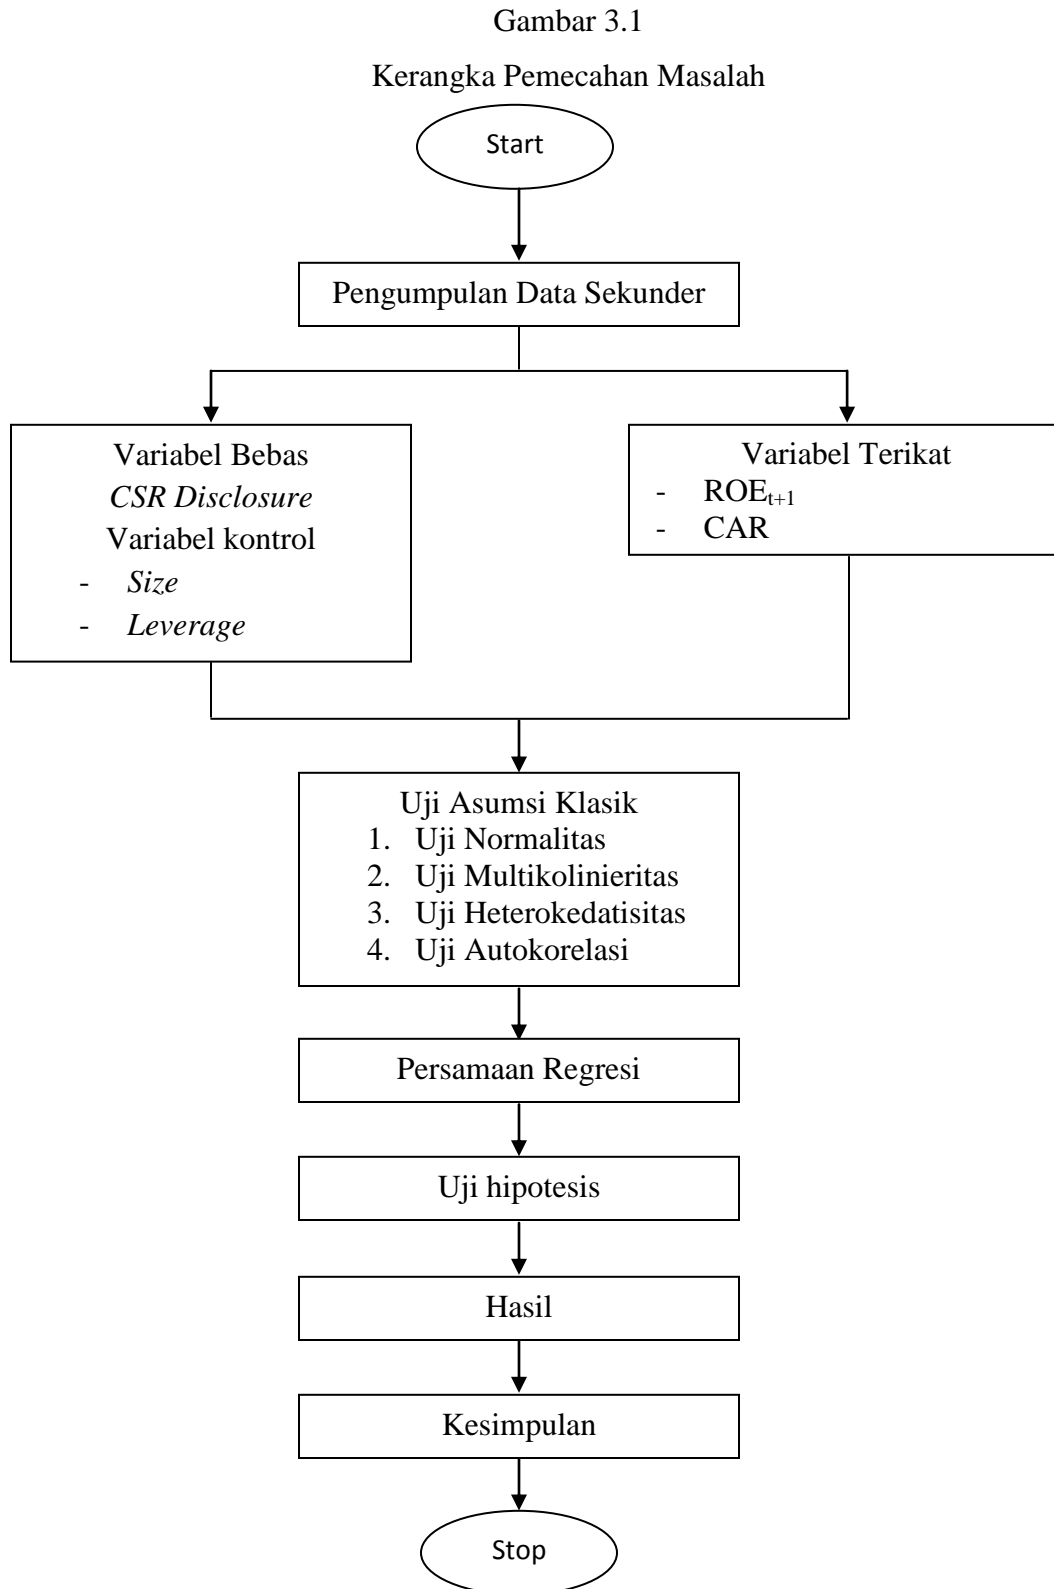 Gambar 3.1
Kerangka Pemecahan Masalah
Start
Pengumpulan Data Sekunder
Variabel Bebas
CSR Disclosure
Variabel kontrol
- Size
- Leverage
Variabel Terikat
- ROEt+1
- CAR
Uji Asumsi Klasik
1. Uji Normalitas
2. Uji Multikolinieritas
3. Uji Heterokedatisitas
4. Uji Autokorelasi
Persamaan Regresi
Uji hipotesis
Hasil
Kesimpulan
Stop